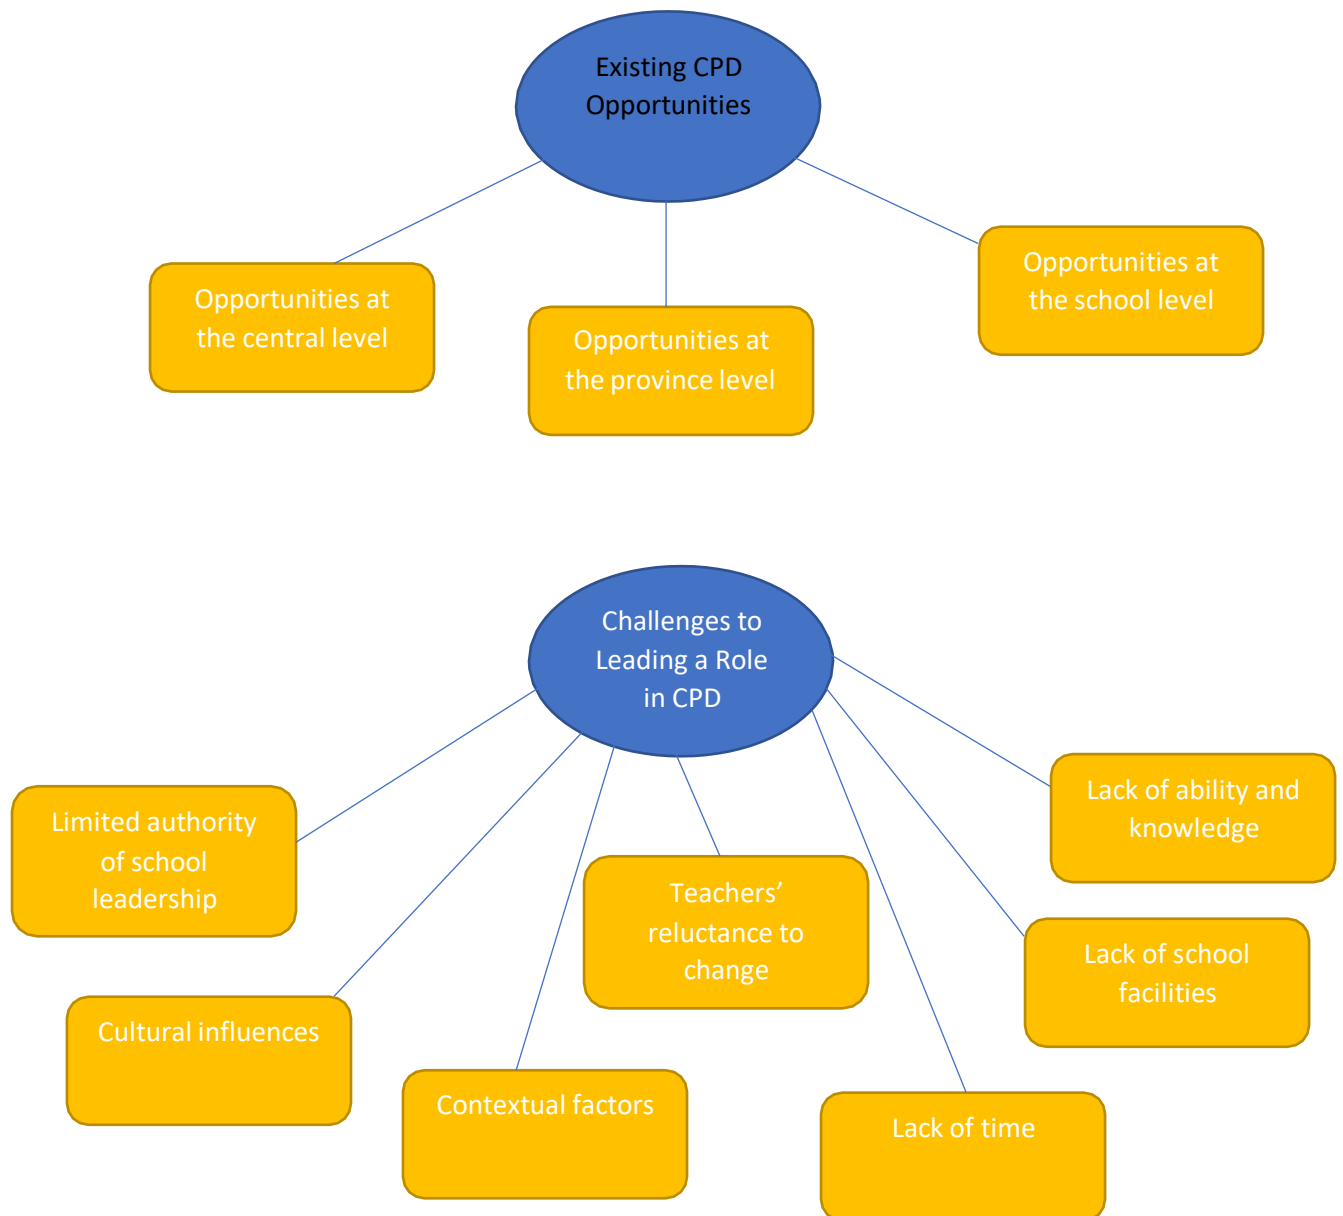 Existing CPD
Opportunities
Opportunities at
the central level
Opportunities at
the province level
Opportunities at
the school level
Challenges to
Leading a Role
in CPD
Limited authority
of school
leadership
Cultural influences
Contextual factors
Teachers’
reluctance to
change
Lack of time
Lack of school
facilities
Lack of ability and
knowledge